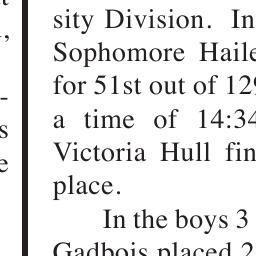 sity Division. In
Sophomore Haile
for 51st out of 129
a time of 14:34
Victoria Hull fin
place.
In the boys 3
Gadbois placed 2